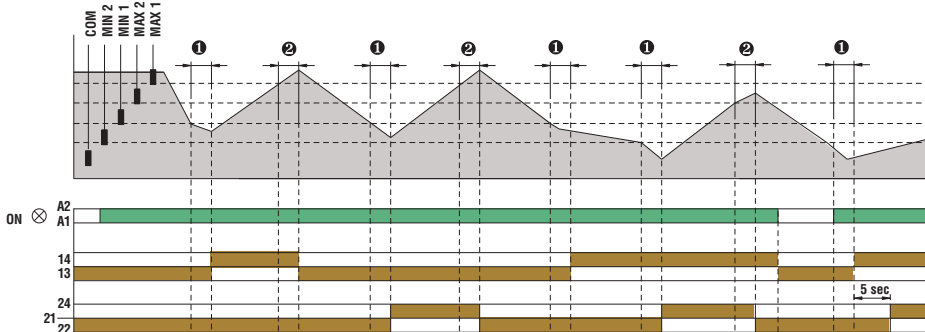 COM
MIN 2
MIN 1
MAX 2
MAX 1
❶ ❷ ❶ ❷ ❶ ❶ ❷ ❶
A2
ON A1
14
13
5 sec
24
21
22